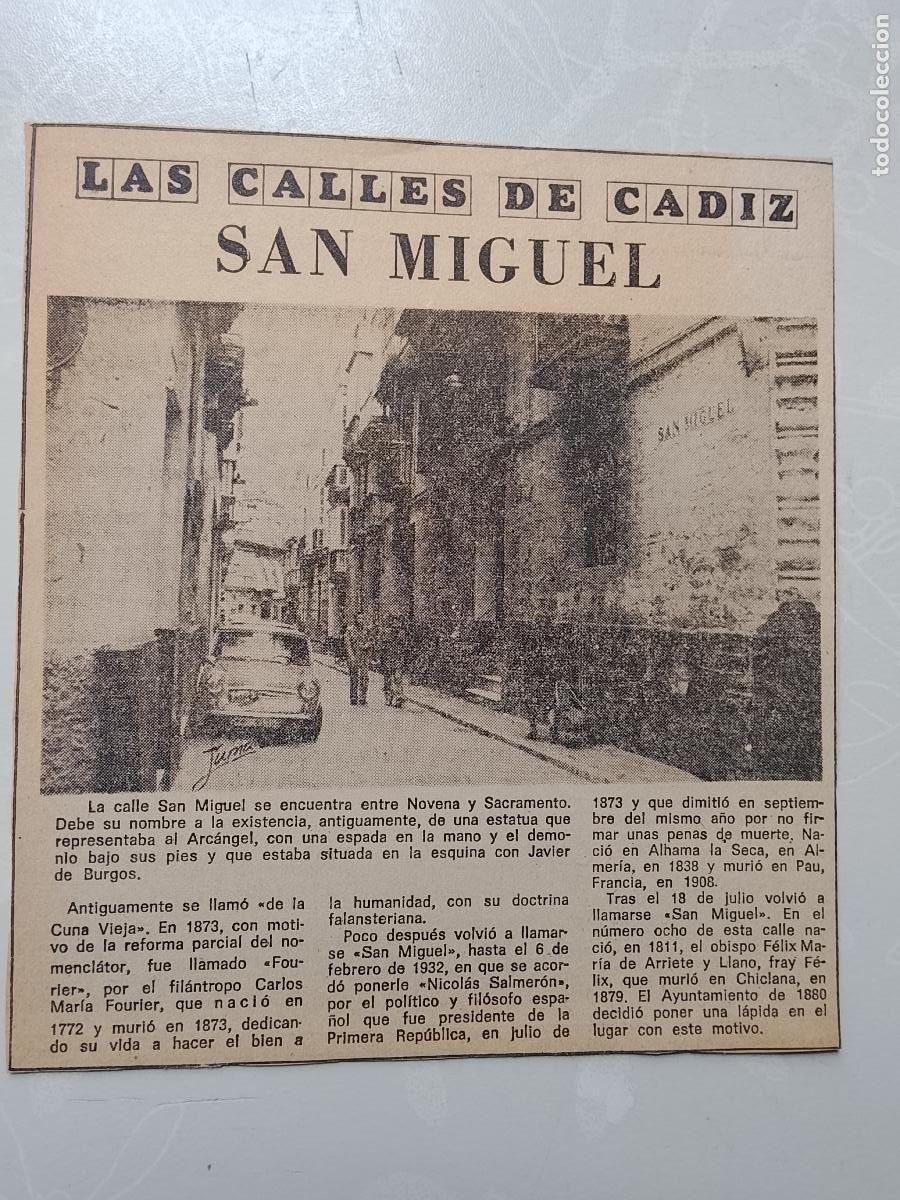 LAS CALLES DE CADIZ
SAN MIGUEL
SAN MIGUEL
Juma
La calle San Miguel se encuentra entre Novena y Sacramento.
Debe su nombre a la existencia, antiguamente, de una estatua que
representaba al Arcángel, con una espada en la mano y el demo-
nio bajo sus pies y que estaba situada en la esquina con Javier
de Burgos.
Antiguamente se llamó «de la
Cuna Vieja». En 1873, con moti-
vo de la reforma parcial del no-
menclátor, fue llamado «Fou-
rier», por el filántropo Carlos
María Fourier, que nació en
1772 y murió en 1873, dedican-
do su vida a hacer el bien a
la humanidad, con su doctrina
falansteriana.
Poco después volvió a llamar-
se «San Miguel», hasta el 6 de
febrero de 1932, en que se acor-
dó ponerle «Nicolás Salmerón»,
por el político y filósofo espa-
ñol que fue presidente de la
Primera República, en julio de
1873 y que dimitió en septiem-
bre del mismo año por no fir-
mar unas penas de muerte. Na-
ció en Alhama la Seca, en Al-
mería, en 1838 y murió en Pau,
Francia, en 1908.
Tras el 18 de julio volvió a
llamarse «San Miguel». En el
número ocho de esta calle na-
ció, en 1811, el obispo Félix Ma-
ría de Arriete y Llano, fray Fé-
lix, que murió en Chiclana, en
1879. El Ayuntamiento de 1880
decidió poner una lápida en el
lugar con este motivo.
todocoleccion